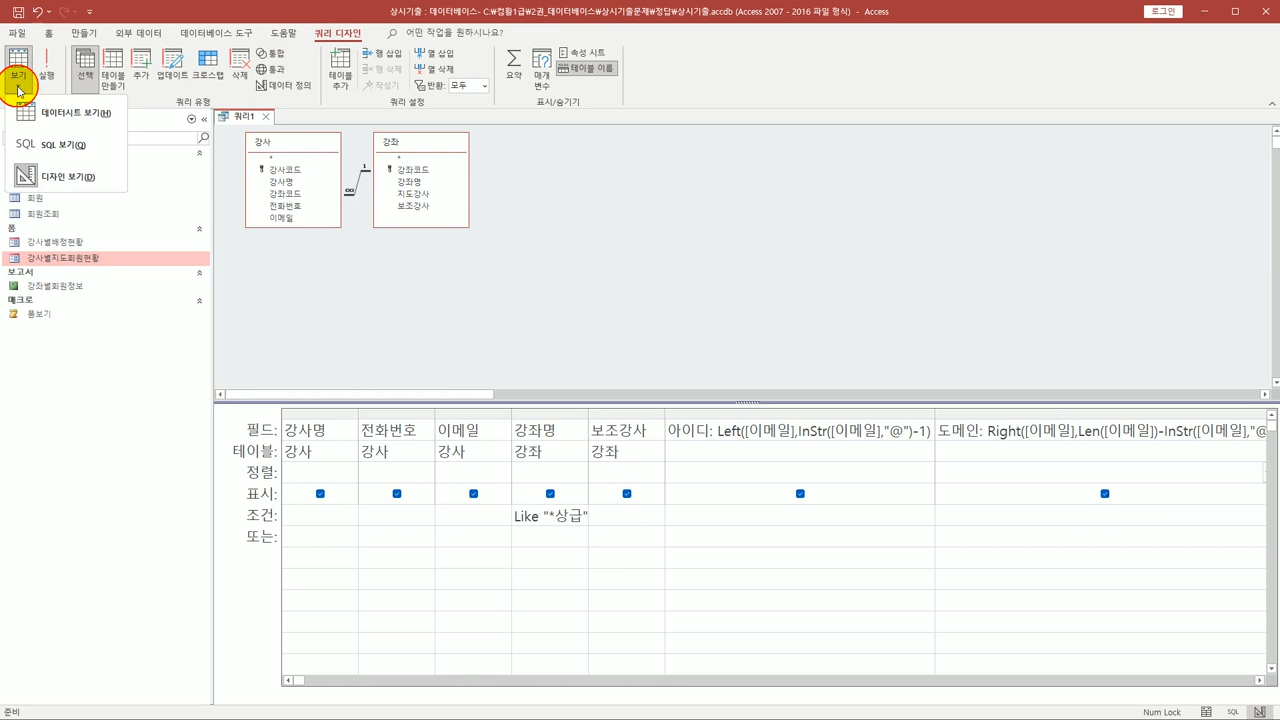 상시기술 : 데이터베이스- C:₩컴활1급₩2권_데이터베이스₩상시기술문제₩정답₩상시기술.accdb (Access 2007 - 2016 파일 형식) - Access
로그인
파일 홈 만들기 외부 데이터 데이터베이스 도구 도움말 쿼리 디자인 어떤 작업을 원하시나요?
보기 실행 선택 테이블 만들기 추가 업데이트 크로스탭 삭제
통합
통과
데이터 정의
테이블 추가
행 삽입
행 삭제
작성기
열 삽입
열 삭제
반환: 모두
요약
매개 변수
속성 시트
테이블 이름
쿼리 유형
쿼리 설정
표시/숨기기
데이터시트 보기(H)
SQL SQL 보기(Q)
디자인 보기(D)
회원
회원조회
폼
강사별배정현황
강사별지도회원현황
보고서
강좌별회원정보
매크로
폼보기
쿼리1
강사
*
강사코드
강사명
강좌코드
전화번호
이메일
∞ 1
강좌
*
강좌코드
강좌명
지도강사
보조강사
필드: 강사명 전화번호 이메일 강좌명 보조강사 아이디: Left([이메일],InStr([이메일],"@")-1) 도메인: Right([이메일],Len([이메일])-InStr([이메일],"@
테이블: 강사 강사 강사 강좌 강좌
정렬:
표시:
조건: Like "*상급"
또는:
준비
Num Lock
SQL